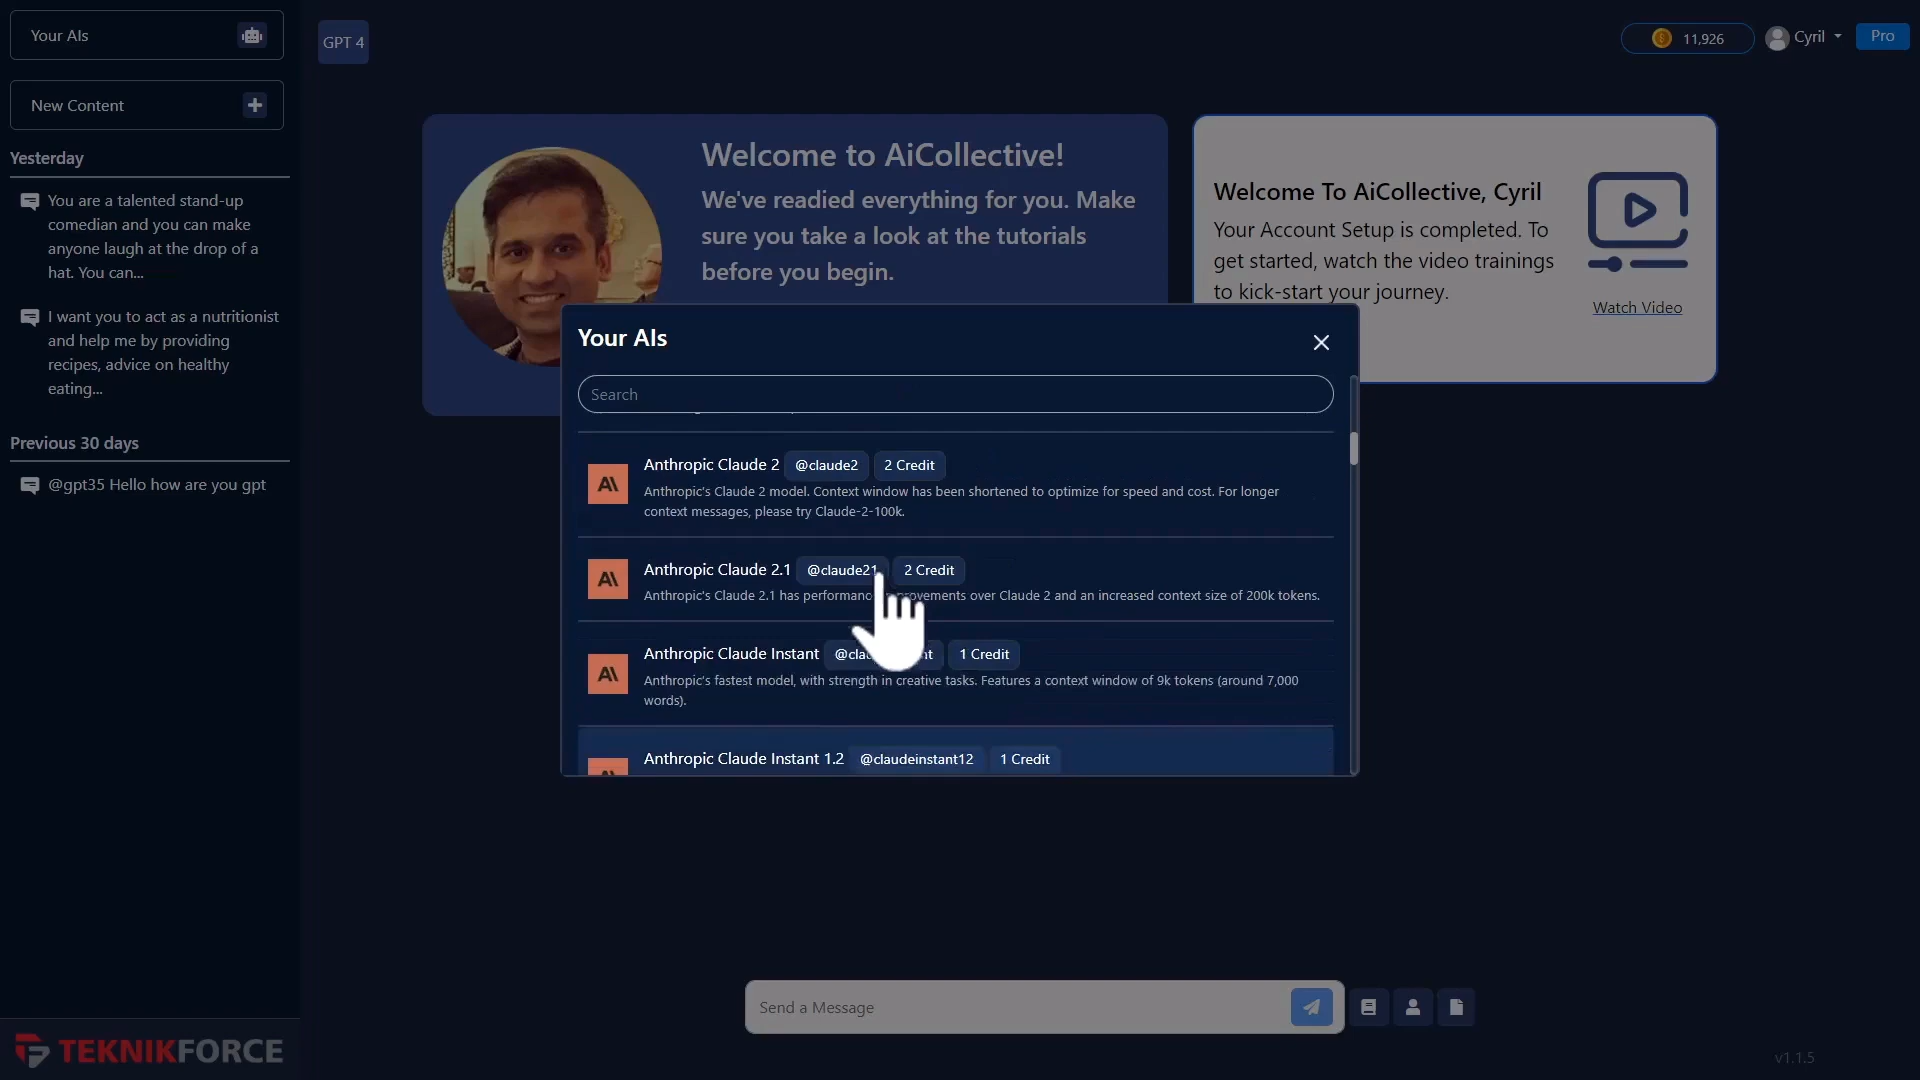 Your AIs
New Content
Yesterday
You are a talented stand-up
comedian and you can make
anyone laugh at the drop of a
hat. You can...
I want you to act as a nutritionist
and help me by providing
recipes, advice on healthy
eating...
Previous 30 days
@gpt35 Hello how are you gpt
TEKNIKFORCE
GPT 4
11,926
Cyril
Pro
Welcome to AiCollective!
We've readied everything for you. Make
sure you take a look at the tutorials
before you begin.
Welcome To AiCollective, Cyril
Your Account Setup is completed. To
get started, watch the video trainings
to kick-start your journey.
Watch Video
Your AIs
Search
Anthropic Claude 2 @claude2 2 Credit
Anthropic's Claude 2 model. Context window has been shortened to optimize for speed and cost. For longer
context messages, please try Claude-2-100k.
Anthropic Claude 2.1 @claude21 2 Credit
Anthropic's Claude 2.1 has performance improvements over Claude 2 and an increased context size of 200k tokens.
Anthropic Claude Instant 1 Credit
Anthropic's fastest model, with strength in creative tasks. Features a context window of 9k tokens (around 7,000
words).
Anthropic Claude Instant 1.2 @claudeinstant12 1 Credit
Send a Message
v1.1.5